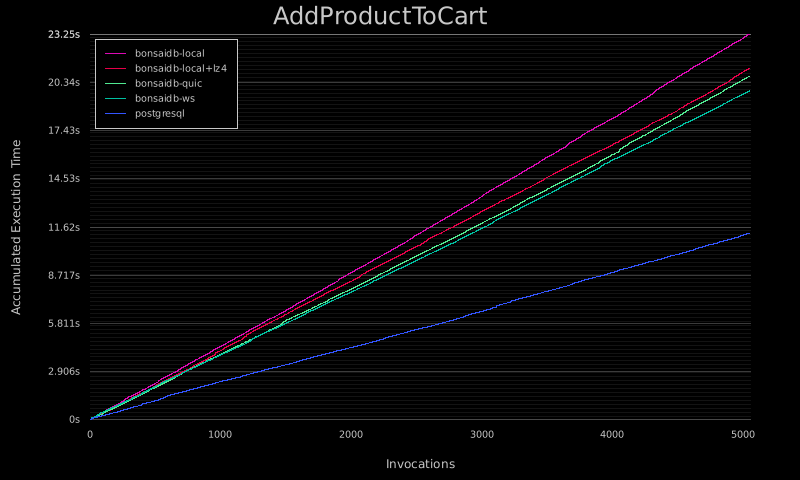 AddProductToCart
23.25s
20.34s
17.43s
14.53s
11.62s
8.717s
5.811s
2.906s
0s
bonsaidb-local
bonsaidb-local+lz4
bonsaidb-quic
bonsaidb-ws
postgresql
Accumulated Execution Time
0 1000 2000 3000 4000 5000
Invocations